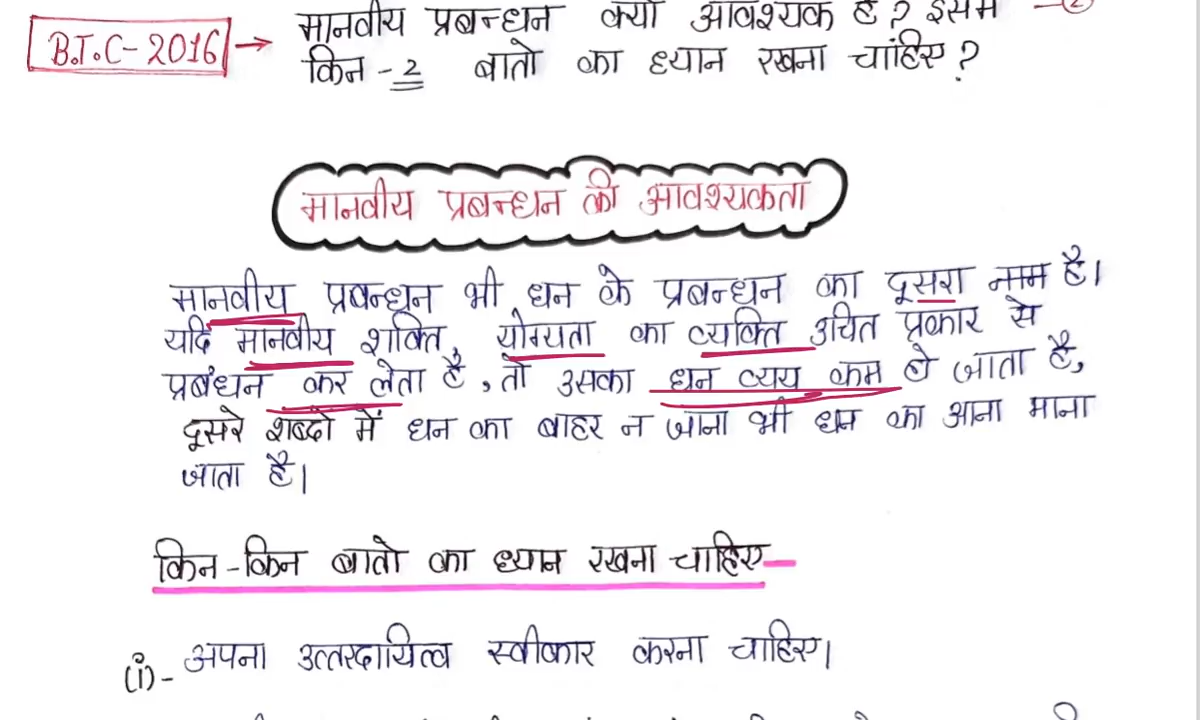 मानवीय प्रबन्धन क्यों आवश्यक है? इसमें -②
B.T.C-2016 → किन-2 बातो का ध्यान रखना चाहिए?
मानवीय प्रबन्धन की आवश्यकता
मानवीय प्रबन्धन भी धन के प्रबन्धन का दूसरा नाम है।
यदि मानवीय शक्ति, योग्यता का व्यक्ति उचित प्रकार से
प्रबंधन कर लेता है, तो उसका धन व्यय कम हो जाता है,
दूसरे शब्दो में धन का बाहर न जाना भी धन का आना माना
जाता है।
किन-किन बातो का ध्यान रखना चाहिए-
(i)- अपना उत्तरदायित्व स्वीकार करना चाहिए।